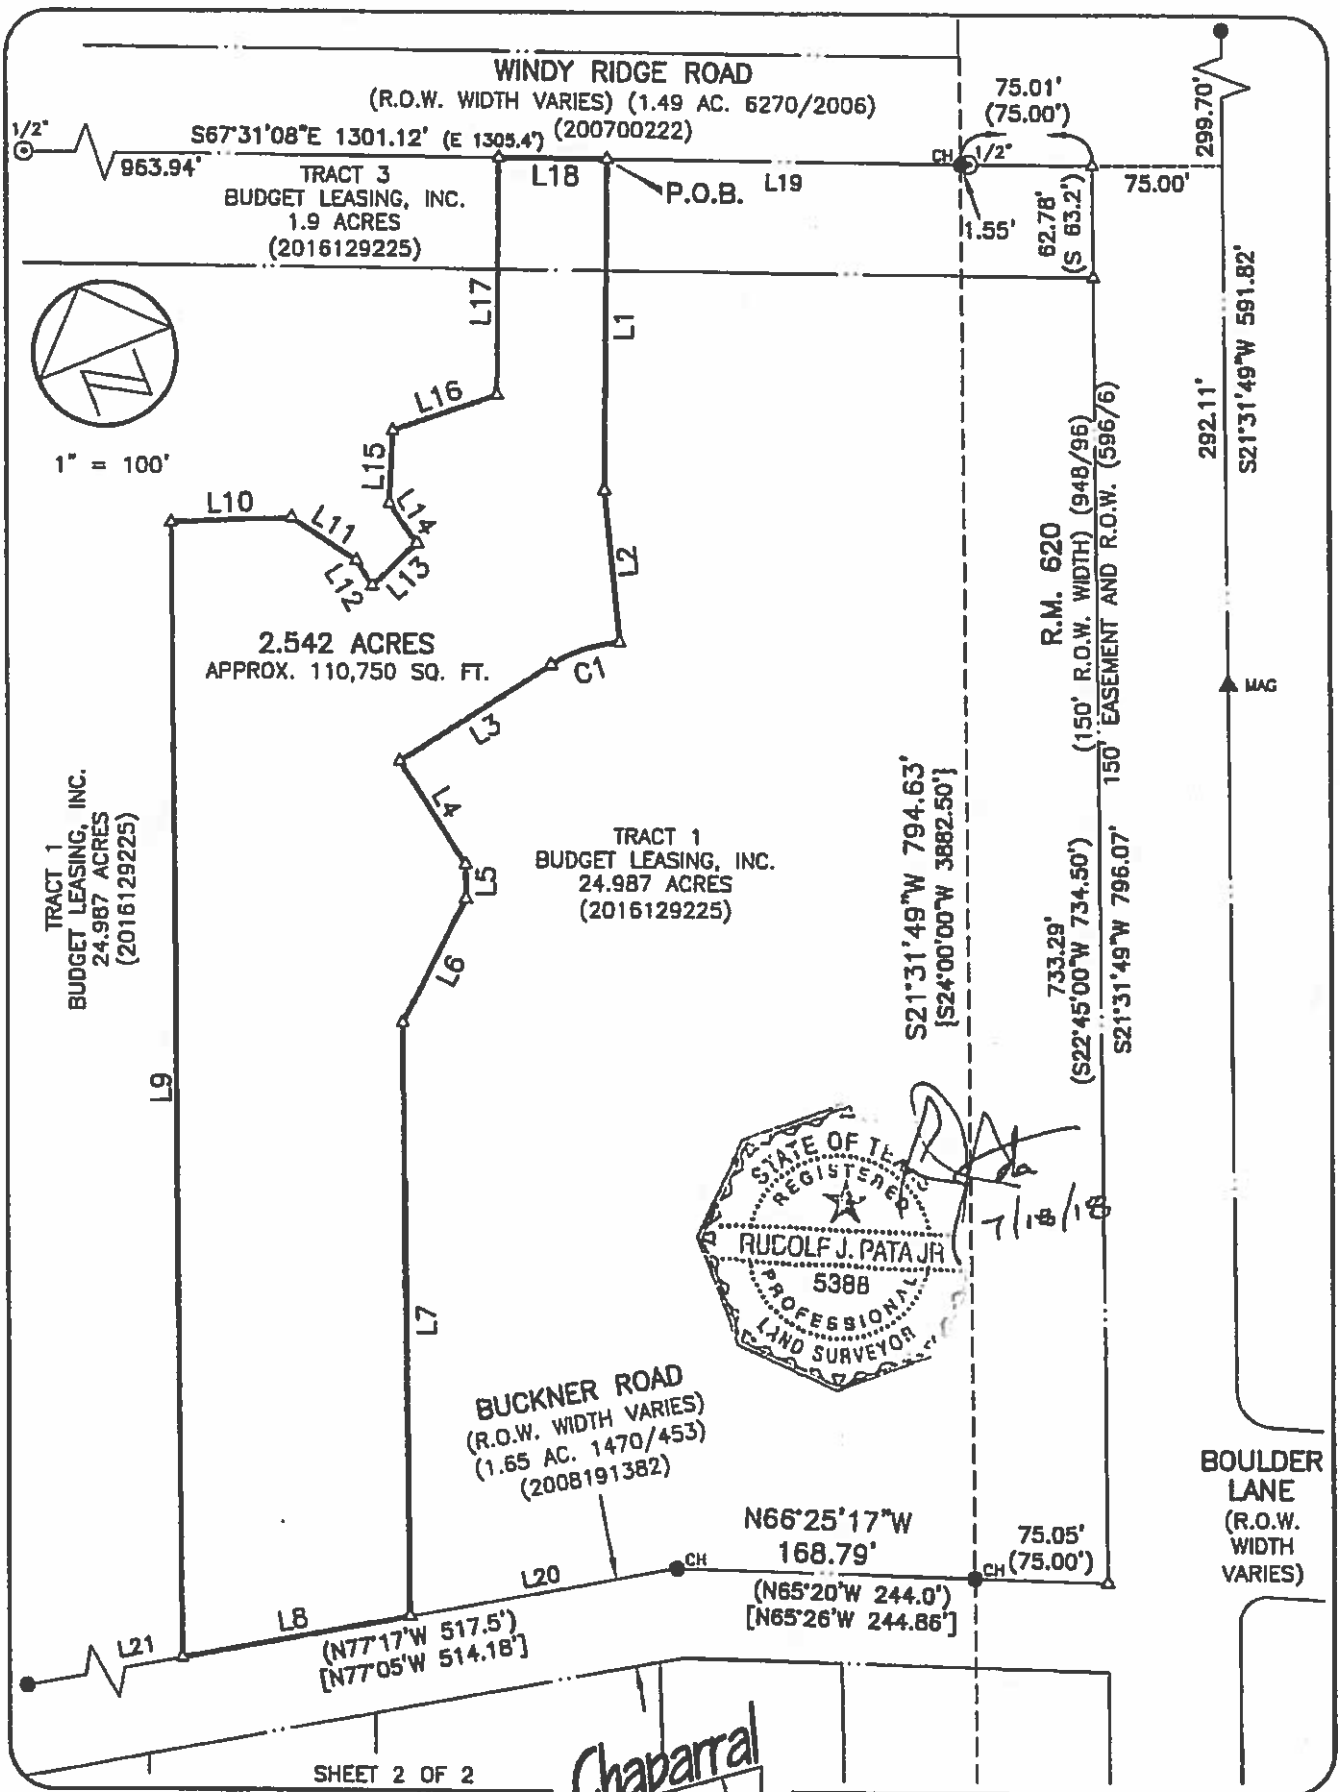 WINDY RIDGE ROAD
(R.O.W. WIDTH VARIES) (1.49 AC. 6270/2006)
(200700222)
1/2"
S67°31'08"E 1301.12' (E 1305.4')
963.94'
TRACT 3
BUDGET LEASING, INC.
1.9 ACRES
(2016129225)
L18
P.O.B.
L19
CH
1/2"
75.01'
(75.00')
1.55'
62.78'
(S 63.2')
75.00'
299.70'
292.11'
S21°31'49"W 591.82'
L17
L1
L16
L15
L14
L13
L12
L11
L10
1" = 100'
N
L2
2.542 ACRES
APPROX. 110,750 SQ. FT.
C1
L3
L4
L5
L6
L7
L9
TRACT 1
BUDGET LEASING, INC.
24.987 ACRES
(2016129225)
TRACT 1
BUDGET LEASING, INC.
24.987 ACRES
(2016129225)
R.M. 620
(150' R.O.W. WIDTH) (948/96)
150' EASEMENT AND R.O.W. (596/6)
MAG
S21°31'49"W 794.63'
[S24°00'00"W 3882.50']
733.29'
(S22°45'00"W 734.50')
S21°31'49"W 796.07'
STATE OF TE
REGISTERED
RUDOLF J. PATA JR
5388
PROFESSIONAL
LAND SURVEYOR
7/18/18
BUCKNER ROAD
(R.O.W. WIDTH VARIES)
(1.65 AC. 1470/453)
(2008191382)
BOULDER
LANE
(R.O.W.
WIDTH
VARIES)
N66°25'17"W
168.79'
(N65°20'W 244.0')
[N65°26'W 244.86']
CH
CH
75.05'
(75.00')
L20
L8
(N77°17'W 517.5')
[N77°05'W 514.18']
L21
SHEET 2 OF 2
Chaparral